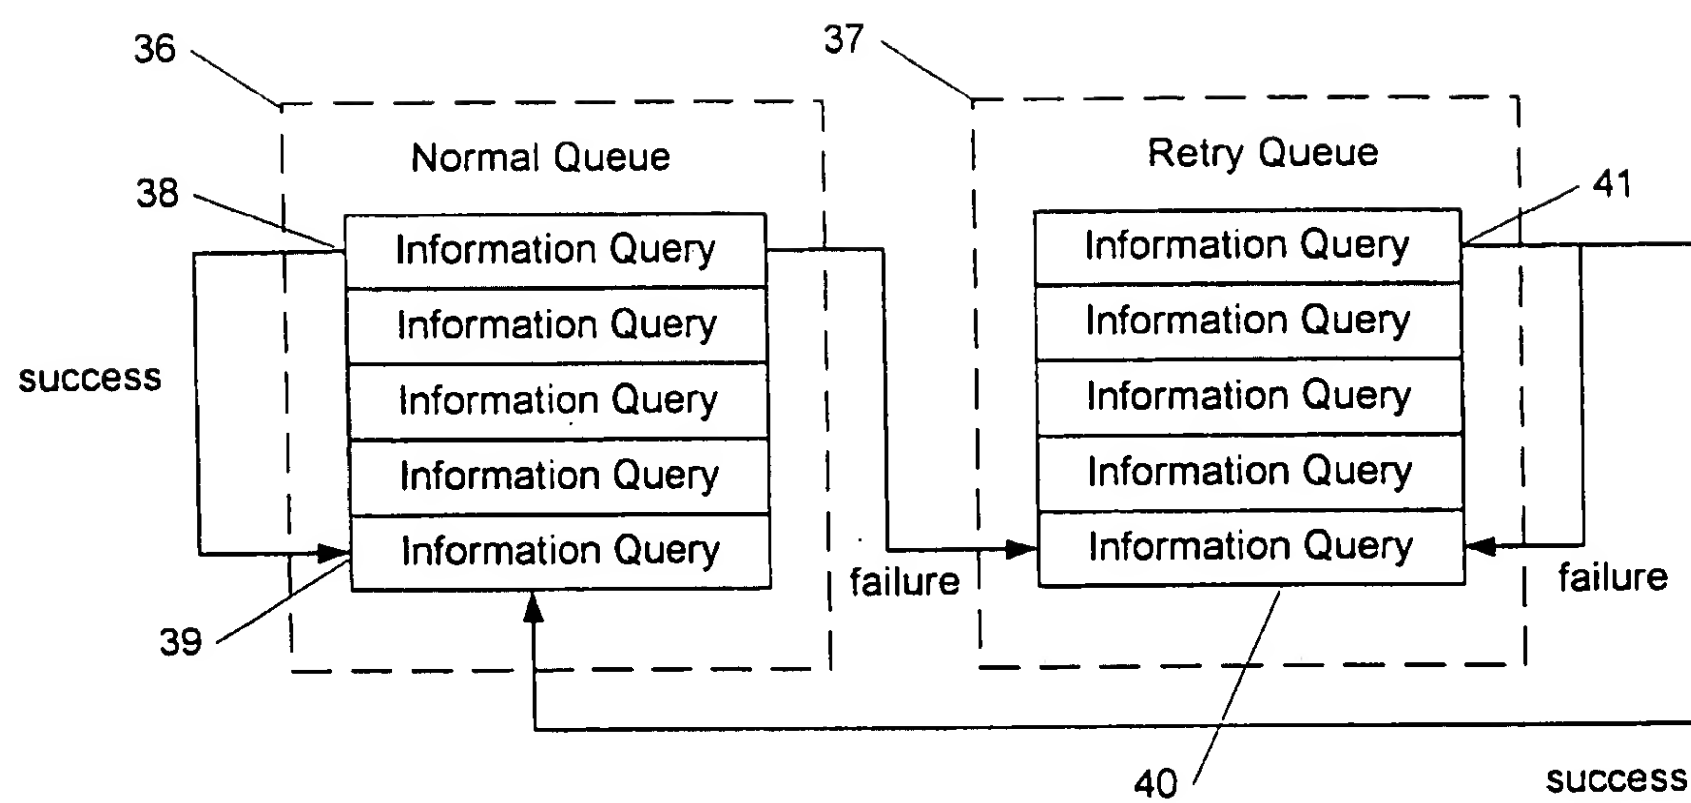 36
37
Normal Queue
Retry Queue
38
41
Information Query
Information Query
Information Query
Information Query
Information Query
Information Query
Information Query
Information Query
Information Query
Information Query
success
failure
failure
39
40
success